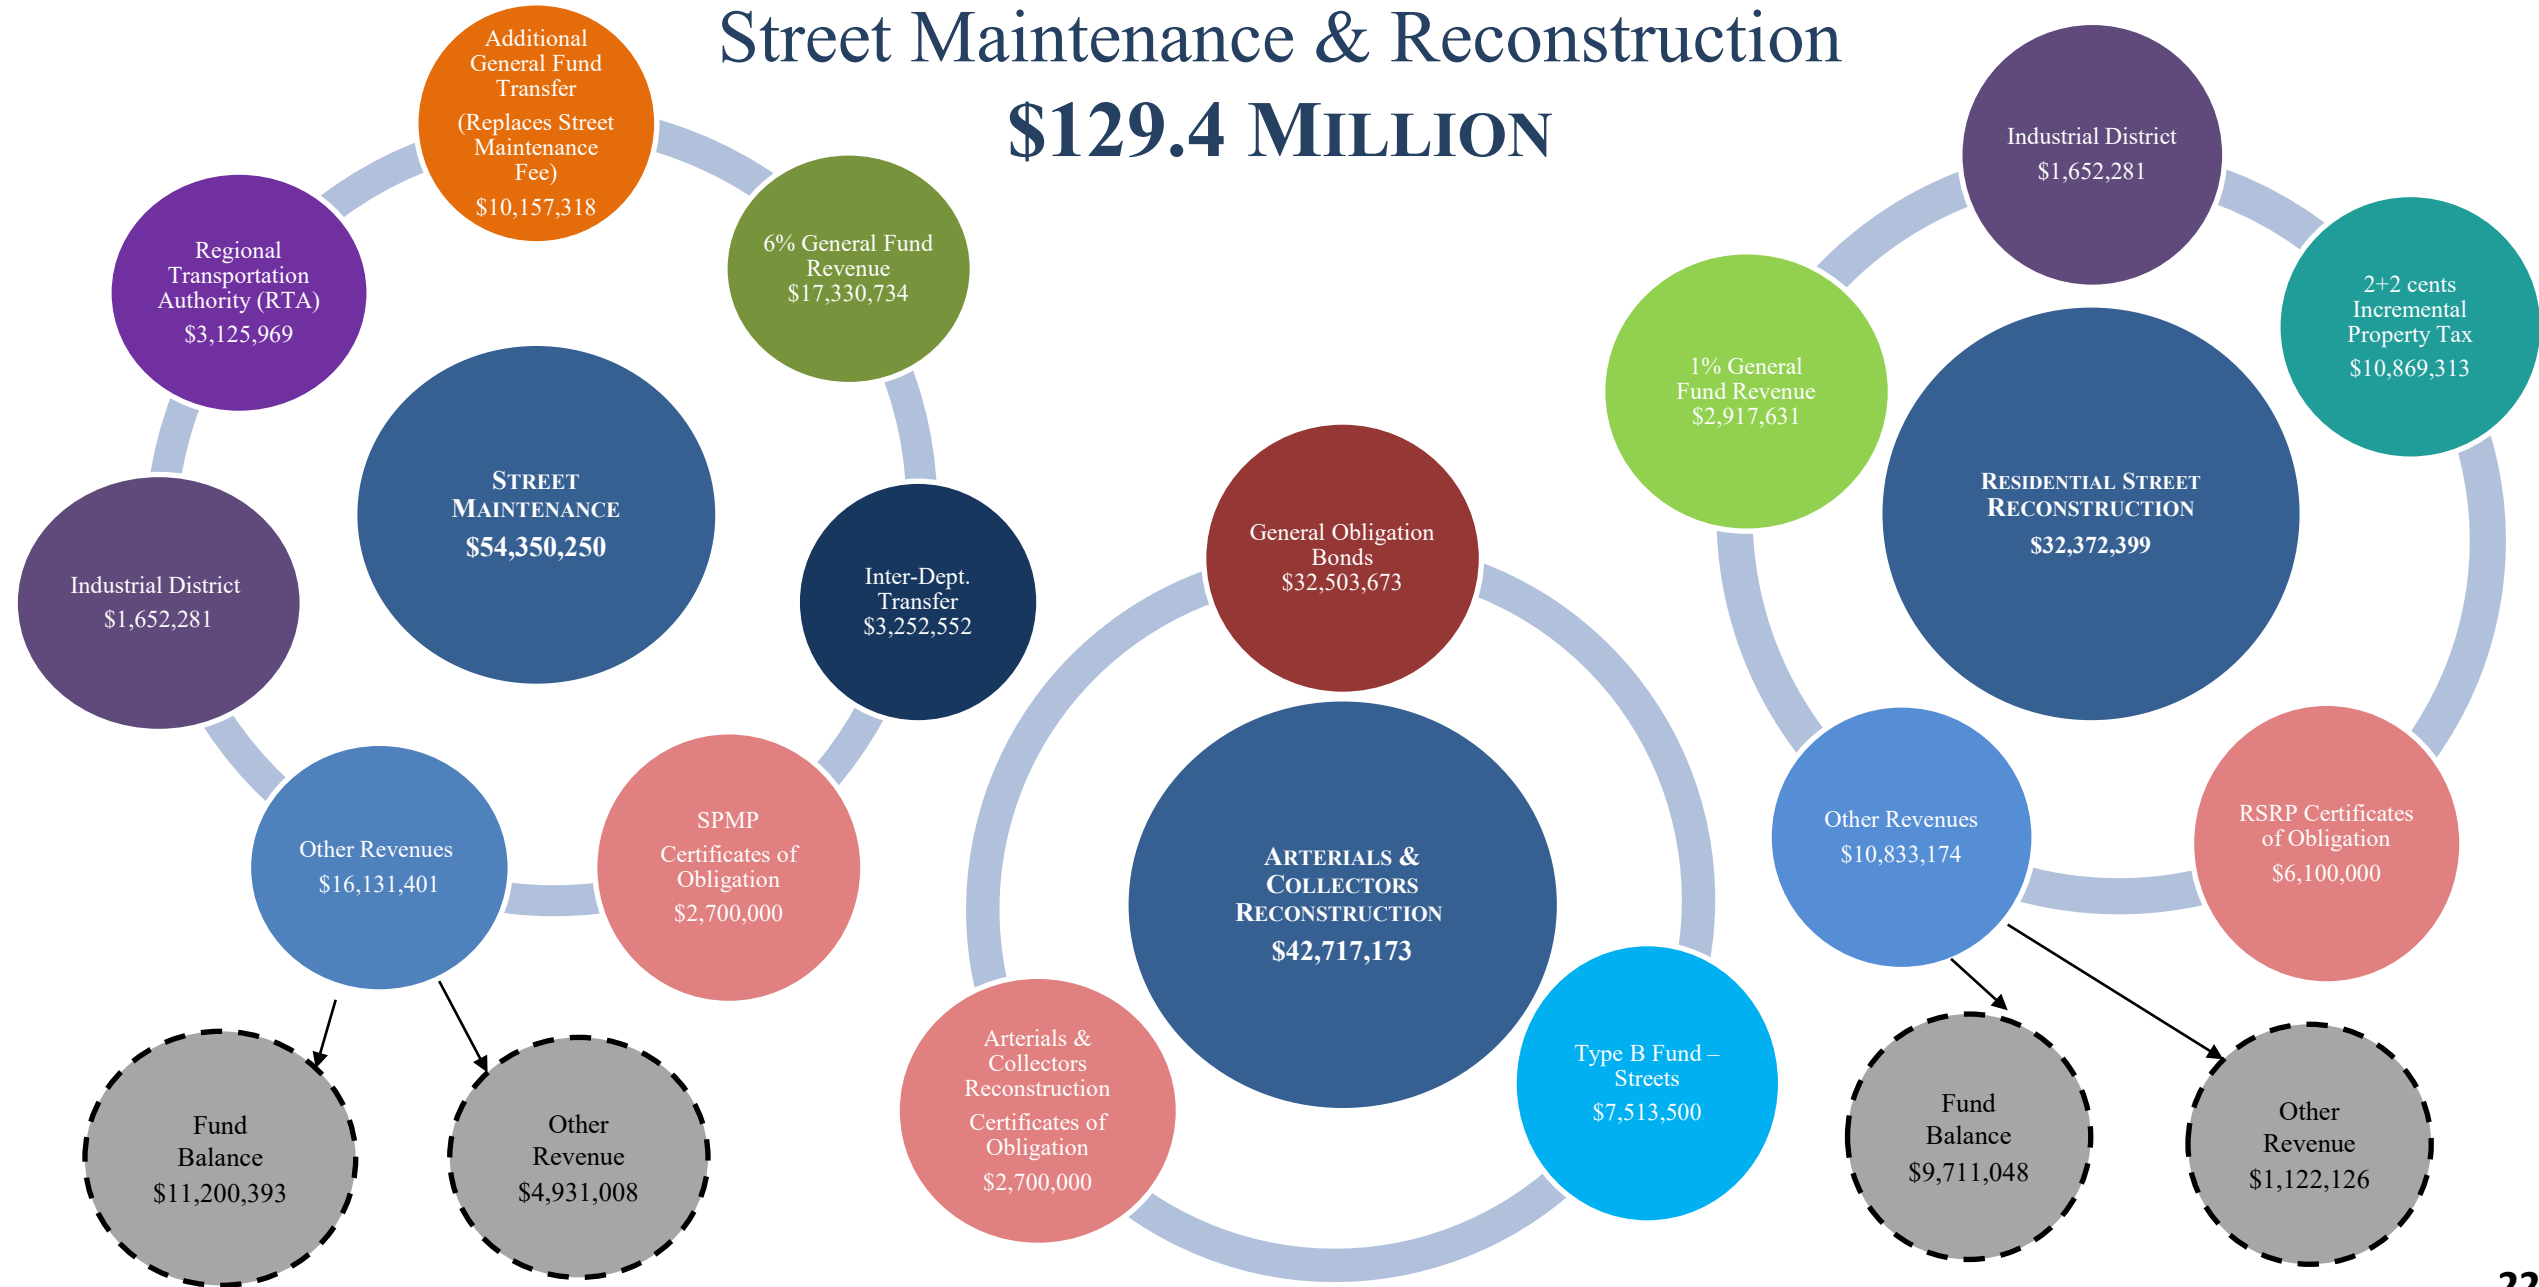 Street Maintenance & Reconstruction
$129.4 MILLION
Additional
General Fund
Transfer
(Replaces Street
Maintenance
Fee)
$10,157,318
6% General Fund
Revenue
$17,330,734
Regional
Transportation
Authority (RTA)
$3,125,969
STREET
MAINTENANCE
$54,350,250
Inter-Dept.
Transfer
$3,252,552
Industrial District
$1,652,281
Other Revenues
$16,131,401
SPMP
Certificates of
Obligation
$2,700,000
Fund
Balance
$11,200,393
Other
Revenue
$4,931,008
General Obligation
Bonds
$32,503,673
ARTERIALS &
COLLECTORS
RECONSTRUCTION
$42,717,173
Arterials &
Collectors
Reconstruction
Certificates of
Obligation
$2,700,000
Type B Fund –
Streets
$7,513,500
Industrial District
$1,652,281
2+2 cents
Incremental
Property Tax
$10,869,313
1% General
Fund Revenue
$2,917,631
RESIDENTIAL STREET
RECONSTRUCTION
$32,372,399
Other Revenues
$10,833,174
RSRP Certificates
of Obligation
$6,100,000
Fund
Balance
$9,711,048
Other
Revenue
$1,122,126
22